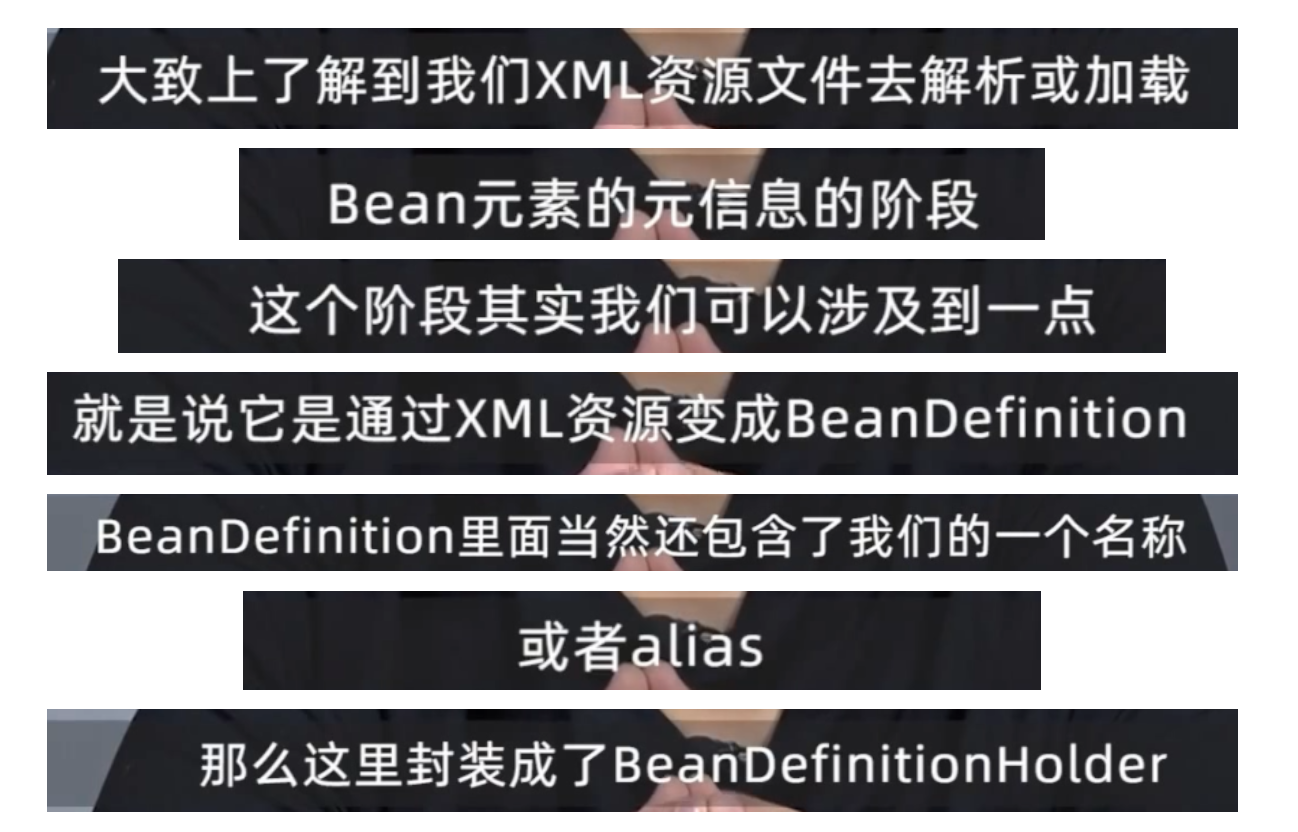 大致上了解到我们XML资源文件去解析或加载
Bean元素的元信息的阶段
这个阶段其实我们可以涉及到一点
就是说它是通过XML资源变成BeanDefinition
BeanDefinition里面当然还包含了我们的一个名称
或者alias
那么这里封装成了BeanDefinitionHolder